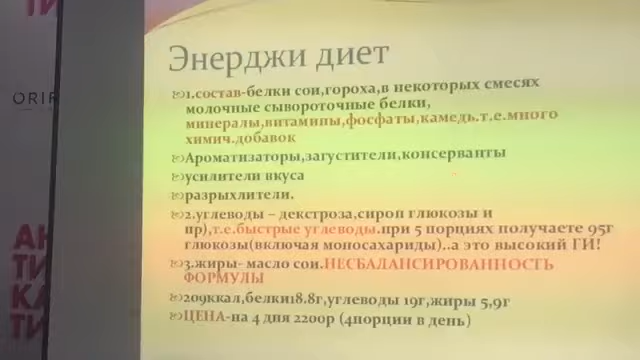 Энерджи диет
1.состав-белки сои,гороха,в некоторых смесях
молочные сывороточные белки,
минералы,витамины,фосфаты,камедь.т.е.много
химич.добавок
Ароматизаторы,загустители,консерванты
усилители вкуса
разрыхлители.
2.углеводы – декстроза,сироп глюкозы и
пр),т.е.быстрые углеводы.при 5 порциях получаете 95г
глюкозы(включая моносахариды)..а это высокий ГИ!
3.жиры- масло сои.НЕСБАЛАНСИРОВАННОСТЬ
ФОРМУЛЫ
209ккал,белки18.8г,углеводы 19г,жиры 5,9г
ЦЕНА-на 4 дня 2200р (4порции в день)
ТИ
ORIF
АН
ТИ
КА
ТИ